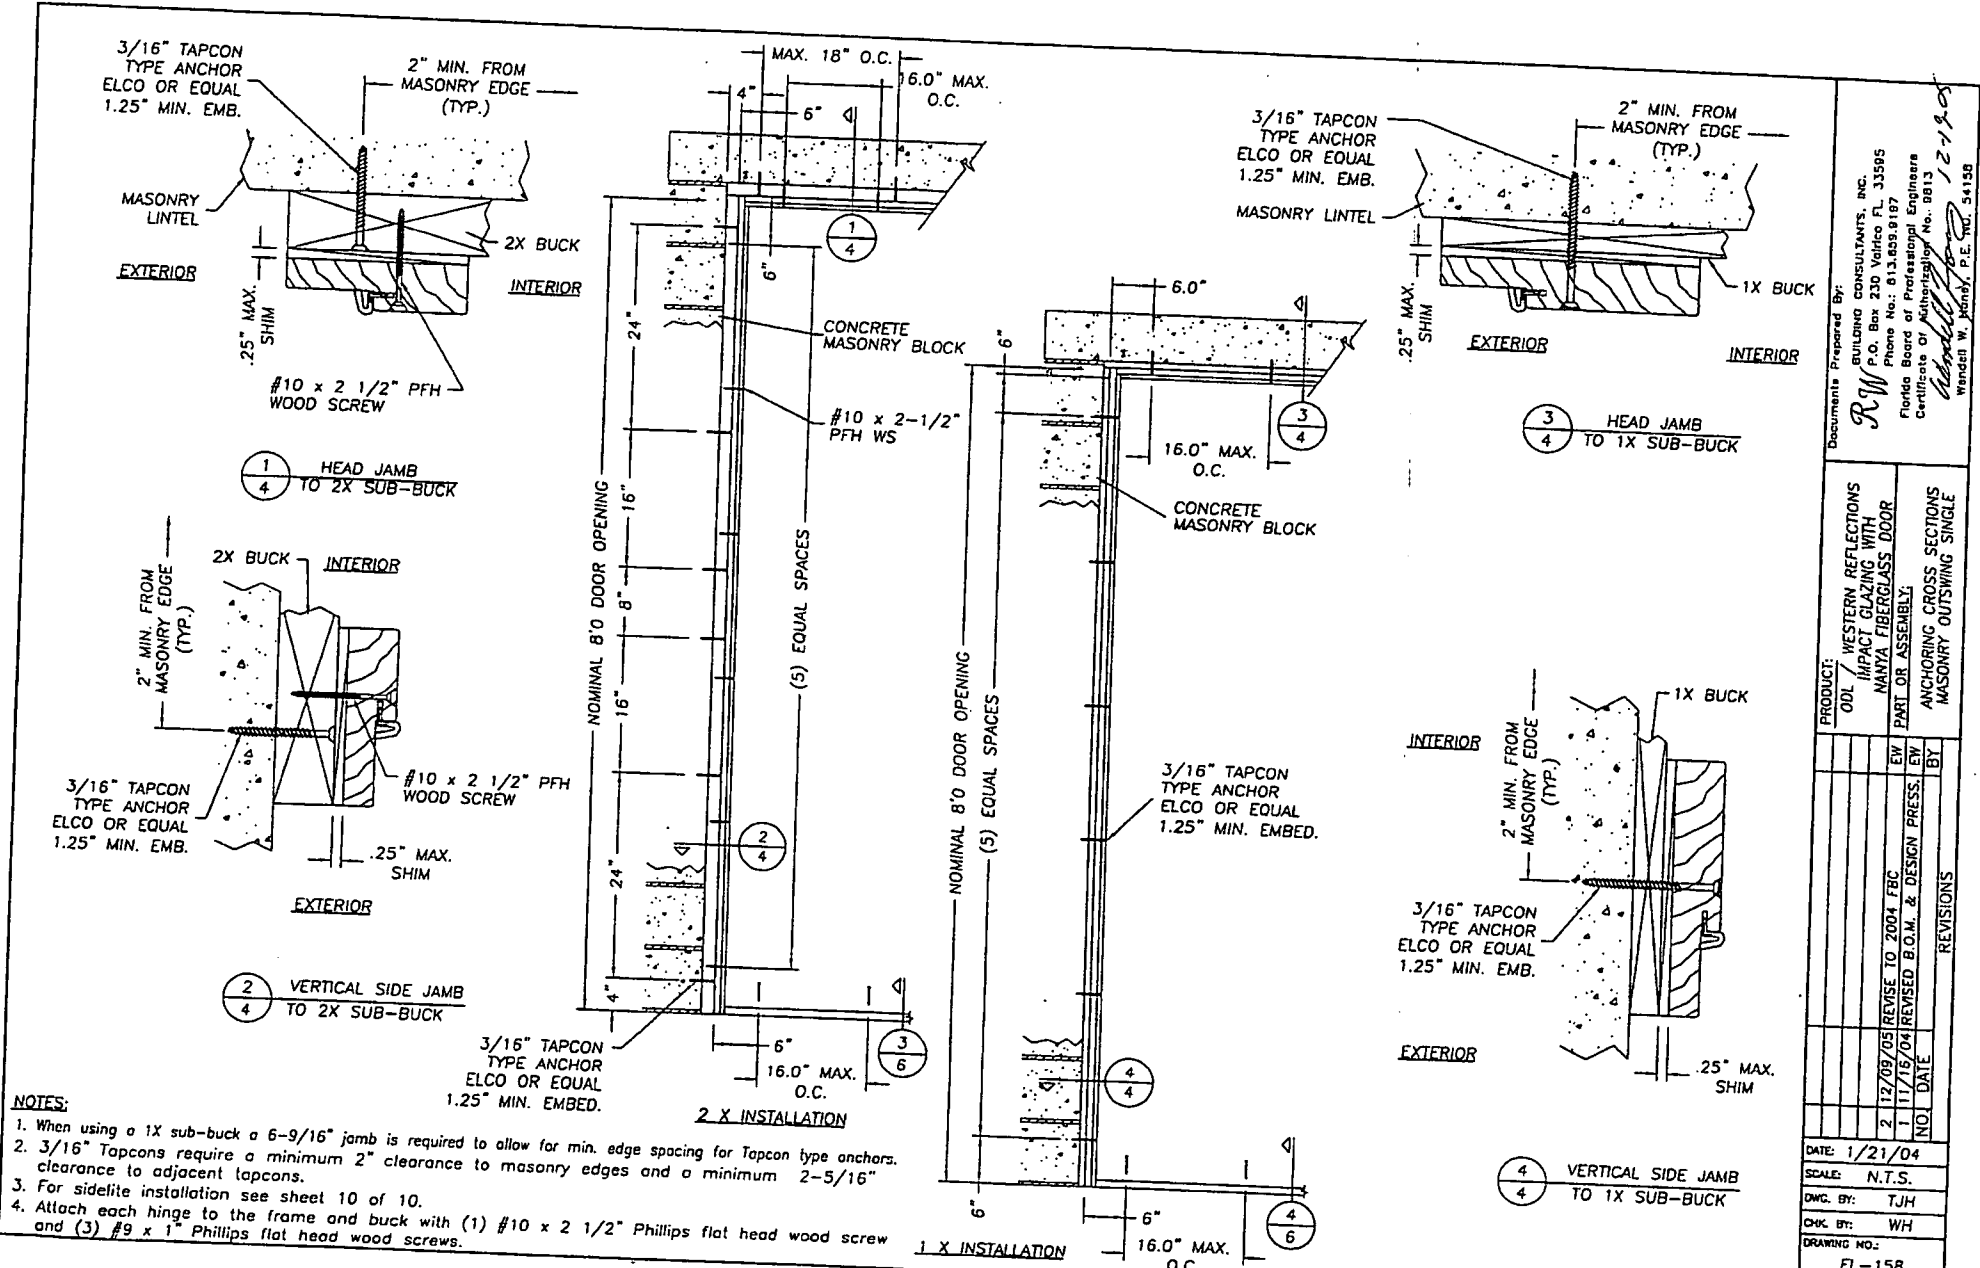 3/16" TAPCON
TYPE ANCHOR
ELCO OR EQUAL
1.25" MIN. EMB.
2" MIN. FROM
MASONRY EDGE
(TYP.)
MASONRY
LINTEL
2X BUCK
EXTERIOR
INTERIOR
.25" MAX.
SHIM
#10 x 2 1/2" PFH
WOOD SCREW
1
4
HEAD JAMB
TO 2X SUB-BUCK
2X BUCK
INTERIOR
2" MIN. FROM
MASONRY EDGE
(TYP.)
#10 x 2 1/2" PFH
WOOD SCREW
3/16" TAPCON
TYPE ANCHOR
ELCO OR EQUAL
1.25" MIN. EMB.
.25" MAX.
SHIM
EXTERIOR
2
4
VERTICAL SIDE JAMB
TO 2X SUB-BUCK
MAX. 18" O.C.
16.0" MAX.
O.C.
4"
6"
1
4
6"
24"
CONCRETE
MASONRY BLOCK
#10 x 2-1/2"
PFH WS
NOMINAL 8'0 DOOR OPENING
16"
8"
16"
24"
4"
(5) EQUAL SPACES
2
4
3/16" TAPCON
TYPE ANCHOR
ELCO OR EQUAL
1.25" MIN. EMBED.
6"
16.0" MAX.
O.C.
3
6
2 X INSTALLATION
6.0"
6"
3
4
16.0" MAX.
O.C.
CONCRETE
MASONRY BLOCK
NOMINAL 8'0 DOOR OPENING
(5) EQUAL SPACES
3/16" TAPCON
TYPE ANCHOR
ELCO OR EQUAL
1.25" MIN. EMBED.
4
4
6"
6"
16.0" MAX.
O.C.
4
6
1 X INSTALLATION
3/16" TAPCON
TYPE ANCHOR
ELCO OR EQUAL
1.25" MIN. EMB.
2" MIN. FROM
MASONRY EDGE
(TYP.)
MASONRY LINTEL
1X BUCK
.25" MAX.
SHIM
EXTERIOR
INTERIOR
3
4
HEAD JAMB
TO 1X SUB-BUCK
1X BUCK
INTERIOR
2" MIN. FROM
MASONRY EDGE
(TYP.)
3/16" TAPCON
TYPE ANCHOR
ELCO OR EQUAL
1.25" MIN. EMB.
EXTERIOR
.25" MAX.
SHIM
4
4
VERTICAL SIDE JAMB
TO 1X SUB-BUCK
NOTES:
1. When using a 1X sub-buck a 6-9/16" jamb is required to allow for min. edge spacing for Tapcon type anchors.
2. 3/16" Tapcons require a minimum 2" clearance to masonry edges and a minimum 2-5/16"
clearance to adjacent tapcons.
3. For sidelite installation see sheet 10 of 10.
4. Attach each hinge to the frame and buck with (1) #10 x 2 1/2" Phillips flat head wood screw
and (3) #9 x 1" Phillips flat head wood screws.
Documents Prepared By:
RW BUILDING CONSULTANTS, INC.
P.O. Box 230 Valrico FL. 33595
Phone No.: 813.659.9197
Florida Board of Professional Engineers
Certificate Of Authorization No. 9813
12-19-05
Wendell W. Haney, P.E. NO. 54158
PRODUCT:
ODL / WESTERN REFLECTIONS
IMPACT GLAZING WITH
NANYA FIBERGLASS DOOR
PART OR ASSEMBLY:
ANCHORING CROSS SECTIONS
MASONRY OUTSWING SINGLE
2 12/09/05 REVISE TO 2004 FBC EW
1 11/16/04 REVISED B.O.M. & DESIGN PRESS. EW
NO. DATE BY
REVISIONS
DATE: 1/21/04
SCALE: N.T.S.
DWG. BY: TJH
CHK. BY: WH
DRAWING NO.:
FL-158